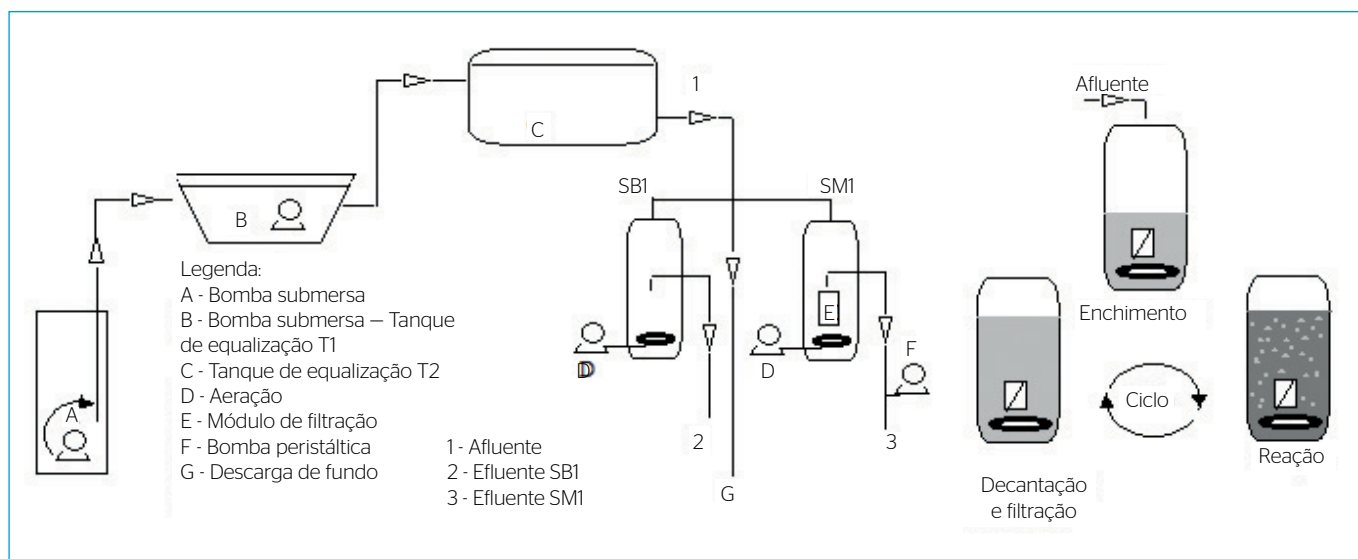 1
C
B
SB1
SM1
Legenda:
A - Bomba submersa
B - Bomba submersa – Tanque
de equalização T1
C - Tanque de equalização T2
D - Aeração
E - Módulo de filtração
F - Bomba peristáltica
G - Descarga de fundo
1 - Afluente
2 - Efluente SB1
3 - Efluente SM1
A
D
E
D
F
2
G
3
Afluente
Enchimento
Ciclo
Reação
Decantação
e filtração